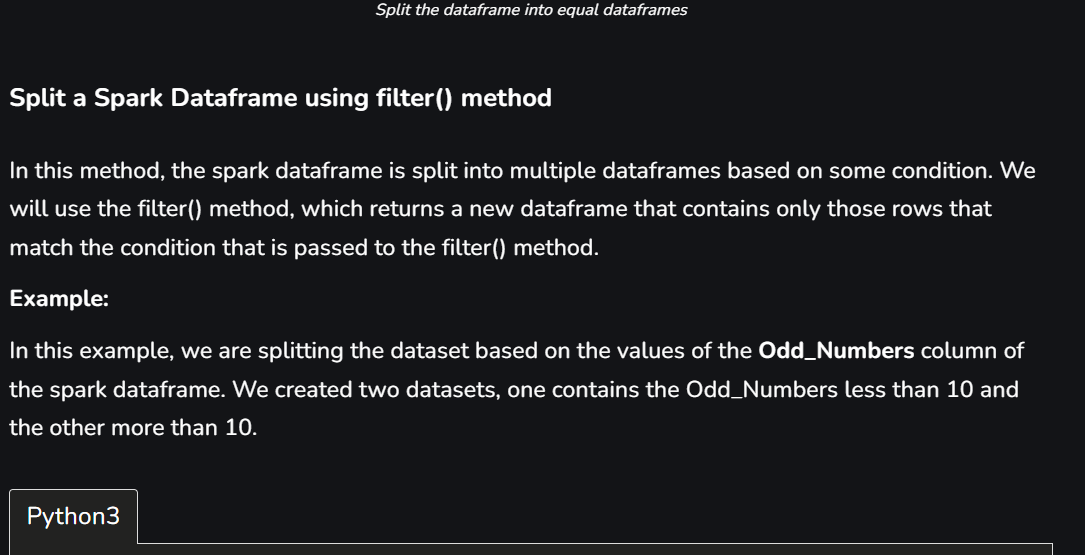 Split the dataframe into equal dataframes
Split a Spark Dataframe using filter() method
In this method, the spark dataframe is split into multiple dataframes based on some condition. We
will use the filter() method, which returns a new dataframe that contains only those rows that
match the condition that is passed to the filter() method.
Example:
In this example, we are splitting the dataset based on the values of the Odd_Numbers column of
the spark dataframe. We created two datasets, one contains the Odd_Numbers less than 10 and
the other more than 10.
Python3